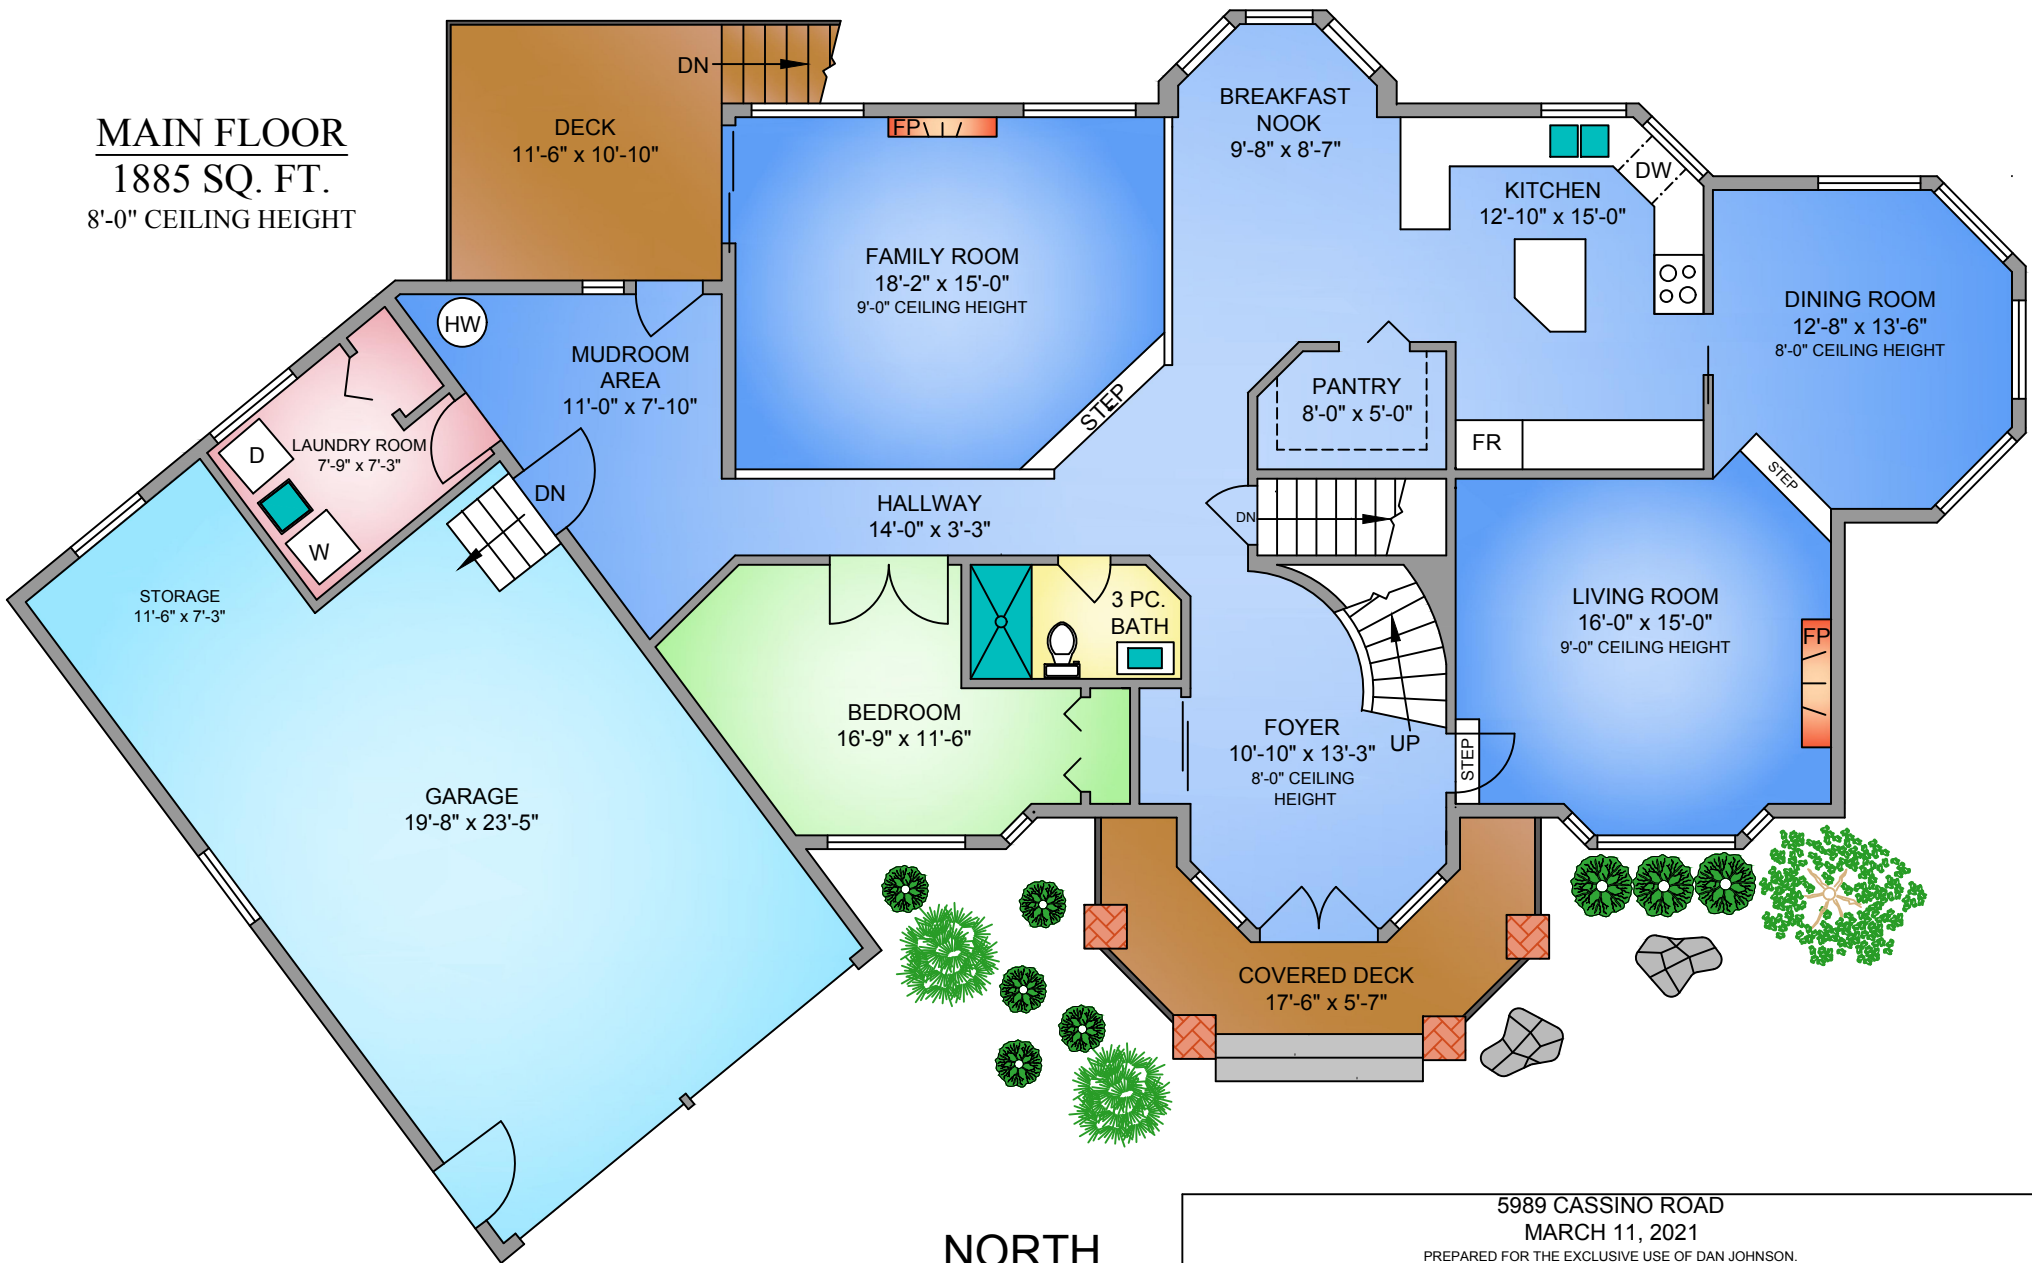 MAIN FLOOR
1885 SQ. FT.
8'-0" CEILING HEIGHT
DECK
11'-6" x 10'-10"
DN
FP
FAMILY ROOM
18'-2" x 15'-0"
9'-0" CEILING HEIGHT
BREAKFAST
NOOK
9'-8" x 8'-7"
KITCHEN
12'-10" x 15'-0"
DW
DINING ROOM
12'-8" x 13'-6"
8'-0" CEILING HEIGHT
HW
MUDROOM
AREA
11'-0" x 7'-10"
STEP
PANTRY
8'-0" x 5'-0"
FR
STEP
D
LAUNDRY ROOM
7'-9" x 7'-3"
W
DN
HALLWAY
14'-0" x 3'-3"
DN
STORAGE
11'-6" x 7'-3"
3 PC.
BATH
LIVING ROOM
16'-0" x 15'-0"
9'-0" CEILING HEIGHT
FP
BEDROOM
16'-9" x 11'-6"
FOYER
10'-10" x 13'-3"
8'-0" CEILING
HEIGHT
UP
STEP
GARAGE
19'-8" x 23'-5"
COVERED DECK
17'-6" x 5'-7"
NORTH
5989 CASSINO ROAD
MARCH 11, 2021
PREPARED FOR THE EXCLUSIVE USE OF DAN JOHNSON.